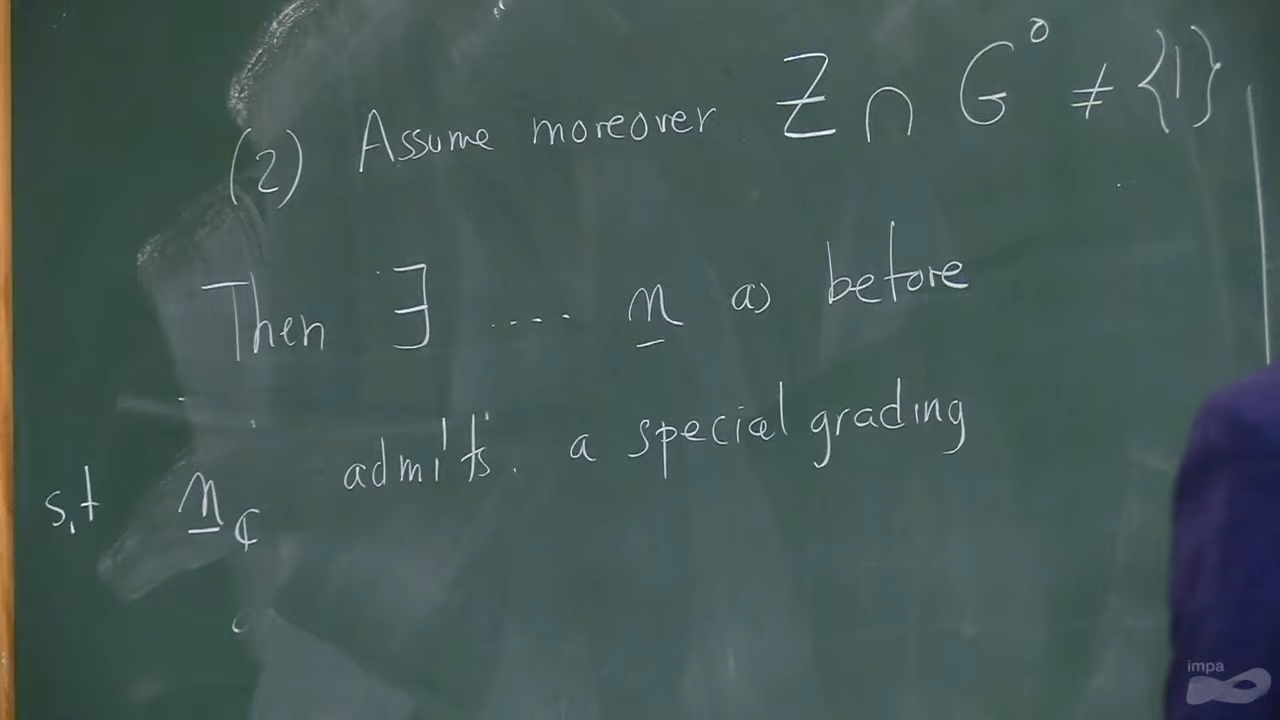 (2) Assume moreover Z ∩ G° ≠ {1}
Then ∃ .... n as before
s.t n_ℂ admits. a special grading
impa